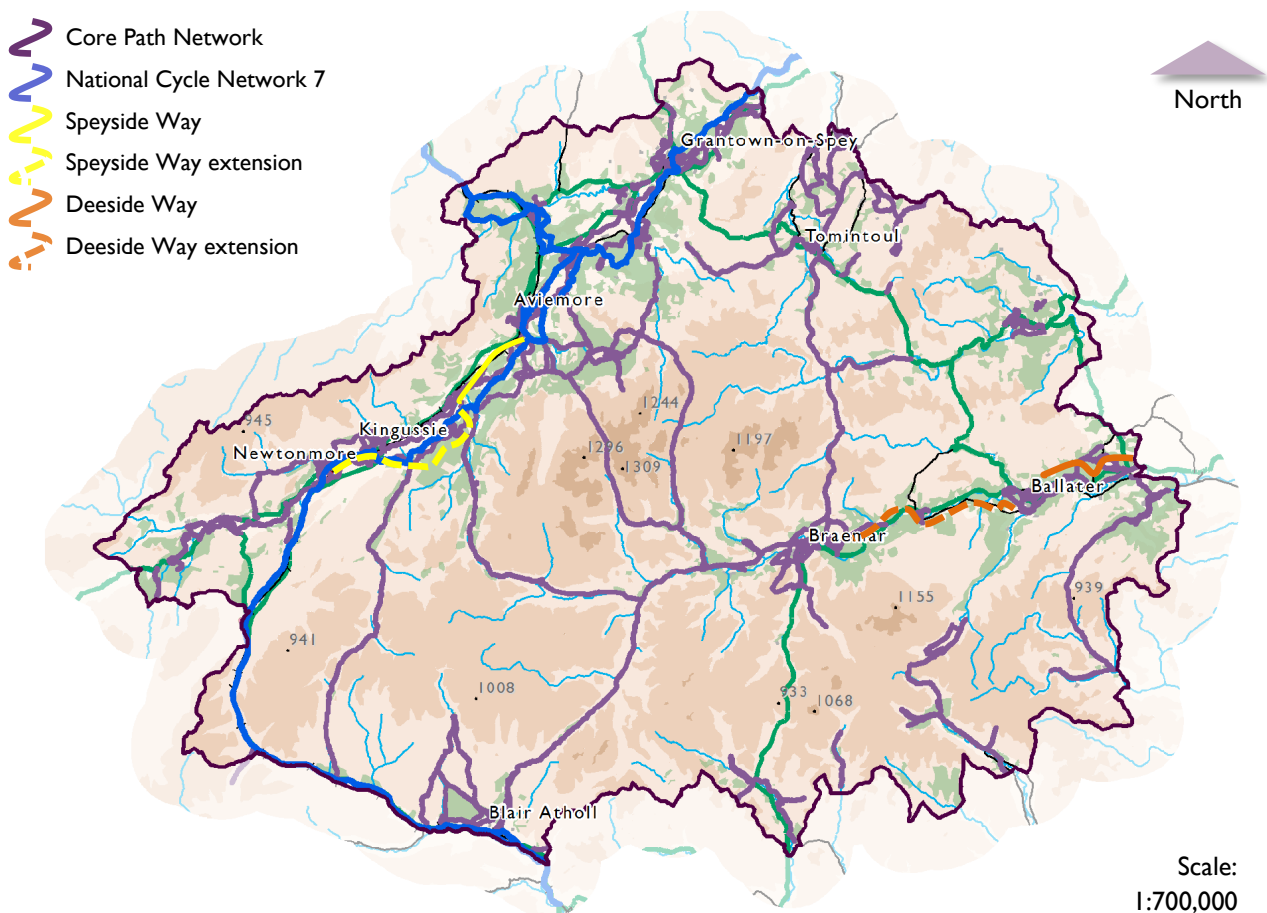 Core Path Network
National Cycle Network 7
Speyside Way
Speyside Way extension
Deeside Way
Deeside Way extension
North
Grantown-on-Spey
Tomintoul
Aviemore
1244
945
Kingussie
1197
Newtonmore
1296
1309
Ballater
Braemar
939
1155
941
1008
933
1068
Blair Atholl
Scale:
1:700,000